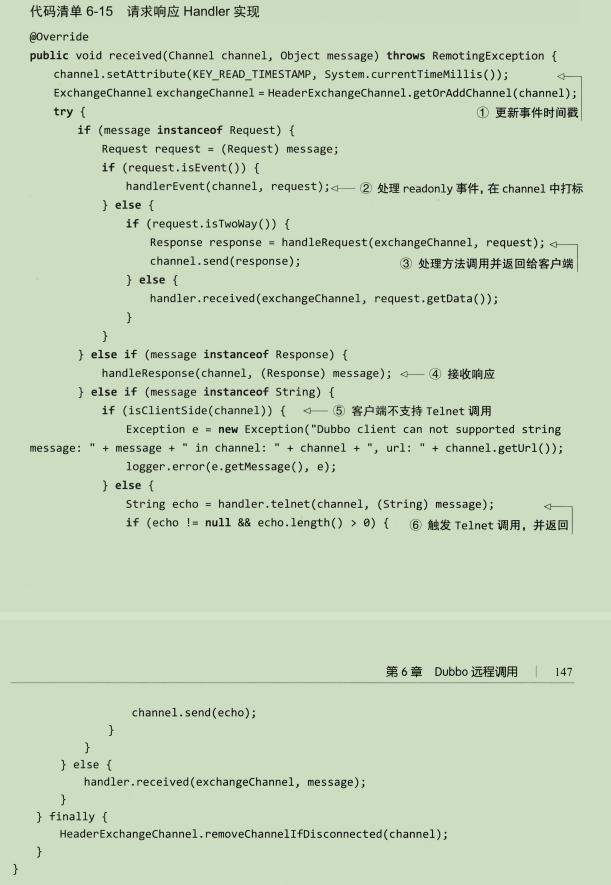 代码清单 6-15 请求响应 Handler 实现
@Override
public void received(Channel channel, Object message) throws RemotingException {
    channel.setAttribute(KEY_READ_TIMESTAMP, System.currentTimeMillis());
    ExchangeChannel exchangeChannel = HeaderExchangeChannel.getOrAddChannel(channel);
    try { ① 更新事件时间戳
        if (message instanceof Request) {
            Request request = (Request) message;
            if (request.isEvent()) {
                handlerEvent(channel, request); ② 处理 readonly 事件, 在 channel 中打标
            } else {
                if (request.isTwoWay()) {
                    Response response = handleRequest(exchangeChannel, request);
                    channel.send(response); ③ 处理方法调用并返回给客户端
                } else {
                    handler.received(exchangeChannel, request.getData());
                }
            }
        } else if (message instanceof Response) {
            handleResponse(channel, (Response) message); ④ 接收响应
        } else if (message instanceof String) {
            if (isClientSide(channel)) { ⑤ 客户端不支持 Telnet 调用
                Exception e = new Exception("Dubbo client can not supported string
message: " + message + " in channel: " + channel + ", url: " + channel.getUrl());
                logger.error(e.getMessage(), e);
            } else {
                String echo = handler.telnet(channel, (String) message);
                if (echo != null && echo.length() > 0) { ⑥ 触发 Telnet 调用, 并返回
第 6 章 Dubbo 远程调用 | 147
                    channel.send(echo);
                }
            }
        } else {
            handler.received(exchangeChannel, message);
        }
    } finally {
        HeaderExchangeChannel.removeChannelIfDisconnected(channel);
    }
}